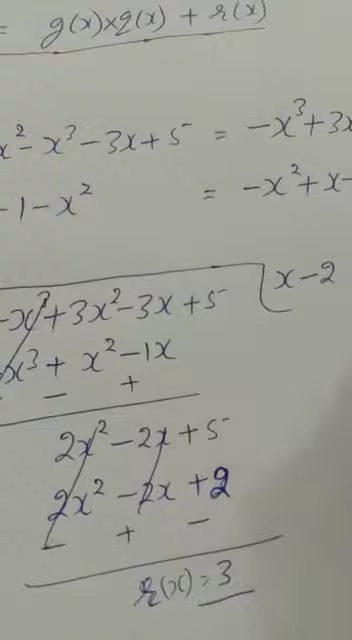 = g(x)×q(x) + r(x)
x² - x³ - 3x + 5 = -x³ + 3x
- 1 - x² = -x² + x -
-x³ + 3x² - 3x + 5 x - 2
x³ + x² - 1x
- - +
2x² - 2x + 5
2x² - 2x + 2
- + -
r(x) = 3